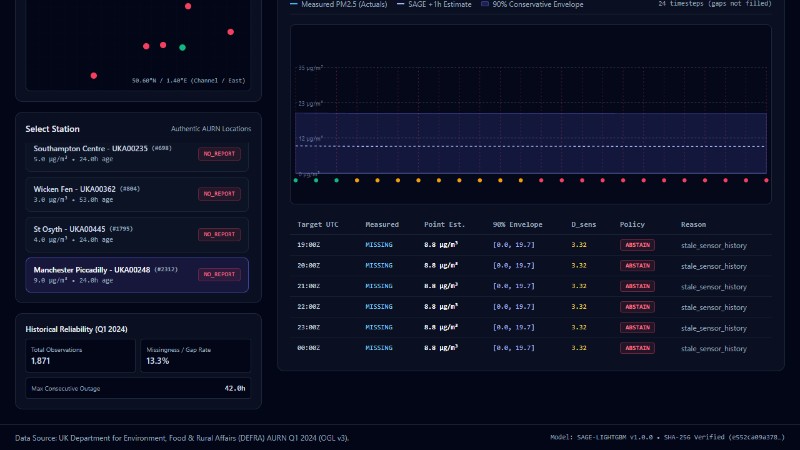 50.60°N / 1.40°E (Channel / East)
Select Station
Authentic AURN Locations
Southampton Centre - UKA00235 (#698)
5.0 µg/m³ • 24.0h age
NO_REPORT
Wicken Fen - UKA00362 (#804)
3.0 µg/m³ • 53.0h age
NO_REPORT
St Osyth - UKA00445 (#1795)
4.0 µg/m³ • 24.0h age
NO_REPORT
Manchester Piccadilly - UKA00248 (#2312)
9.0 µg/m³ • 24.0h age
NO_REPORT
Historical Reliability (Q1 2024)
Total Observations
1,871
Missingness / Gap Rate
13.3%
Max Consecutive Outage 42.0h
Measured PM2.5 (Actuals) SAGE +1h Estimate 90% Conservative Envelope
24 timesteps (gaps not filled)
23 µg/m³
12 µg/m³
0 µg/m³
Target UTC Measured Point Est. 90% Envelope D_sens Policy Reason
19:00Z MISSING 8.8 µg/m³ [0.0, 19.7] 3.32 ABSTAIN stale_sensor_history
20:00Z MISSING 8.8 µg/m³ [0.0, 19.7] 3.32 ABSTAIN stale_sensor_history
21:00Z MISSING 8.8 µg/m³ [0.0, 19.7] 3.32 ABSTAIN stale_sensor_history
22:00Z MISSING 8.8 µg/m³ [0.0, 19.7] 3.32 ABSTAIN stale_sensor_history
23:00Z MISSING 8.8 µg/m³ [0.0, 19.7] 3.32 ABSTAIN stale_sensor_history
00:00Z MISSING 8.8 µg/m³ [0.0, 19.7] 3.32 ABSTAIN stale_sensor_history
Data Source: UK Department for Environment, Food & Rural Affairs (DEFRA) AURN Q1 2024 (OGL v3).
Model: SAGE-LIGHTGBM v1.0.0 • SHA-256 Verified (e552ca09a378…)